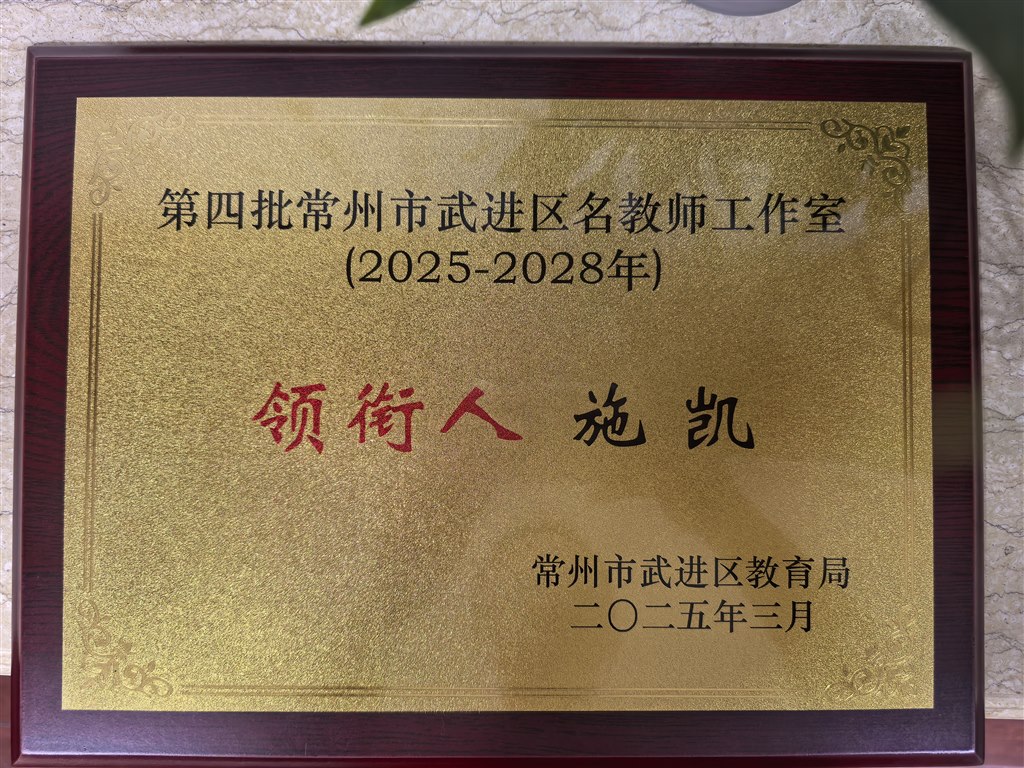 第四批常州市武进区名教师工作室
(2025-2028年)
领衔人 施凯
常州市武进区教育局
二〇二五年三月